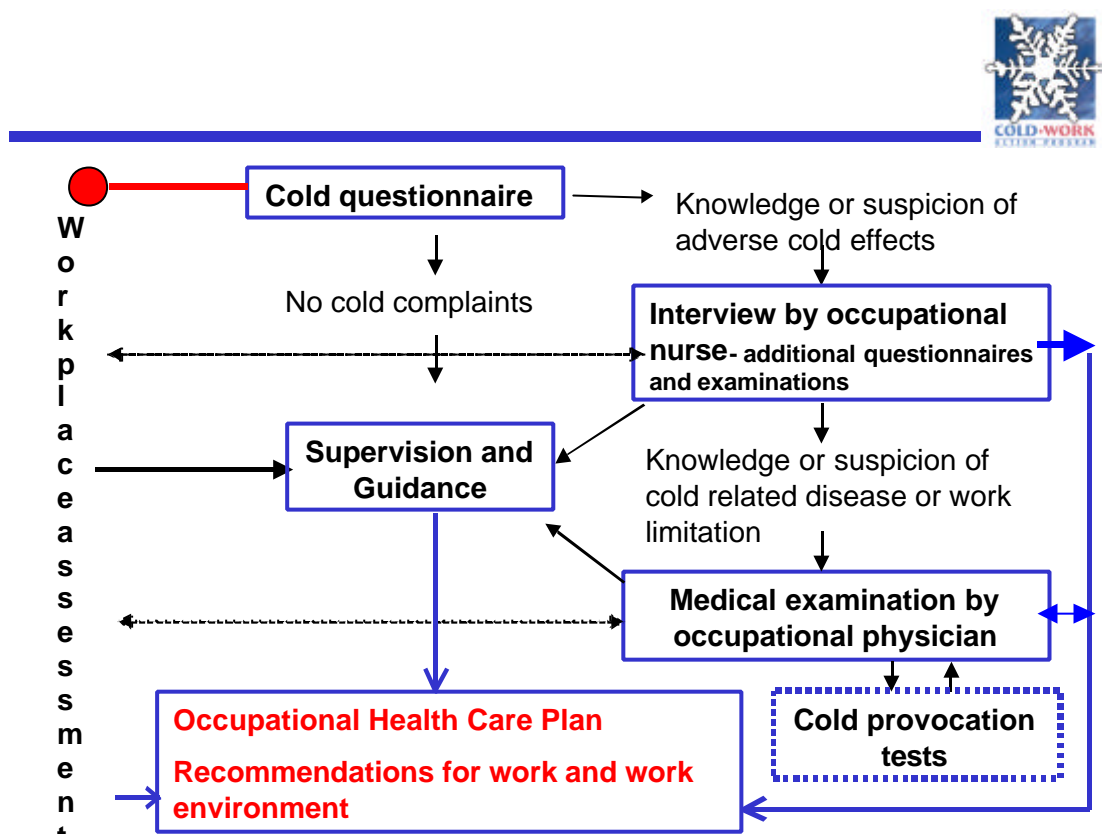 COLD-WORK
ACTION PROGRAM
Cold questionnaire
Knowledge or suspicion of
adverse cold effects
No cold complaints
Interview by occupational
nurse- additional questionnaires
and examinations
Supervision and
Guidance
Knowledge or suspicion of
cold related disease or work
limitation
Medical examination by
occupational physician
Cold provocation
tests
Occupational Health Care Plan
Recommendations for work and work
environment
W
o
r
k
p
l
a
c
e
a
s
s
e
s
s
m
e
n
t